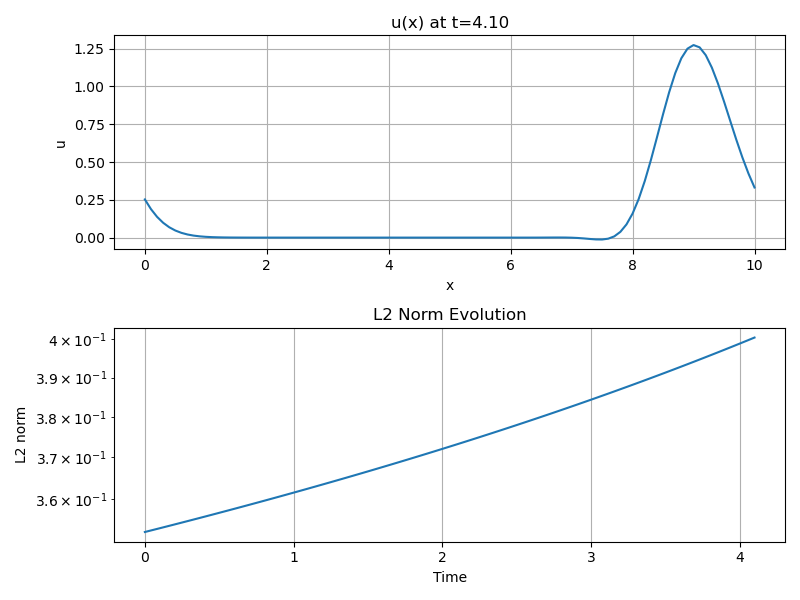 u(x) at t=4.10
u
1.25
1.00
0.75
0.50
0.25
0.00
0 2 4 6 8 10
x
L2 Norm Evolution
L2 norm
4 × 10⁻¹
3.9 × 10⁻¹
3.8 × 10⁻¹
3.7 × 10⁻¹
3.6 × 10⁻¹
0 1 2 3 4
Time